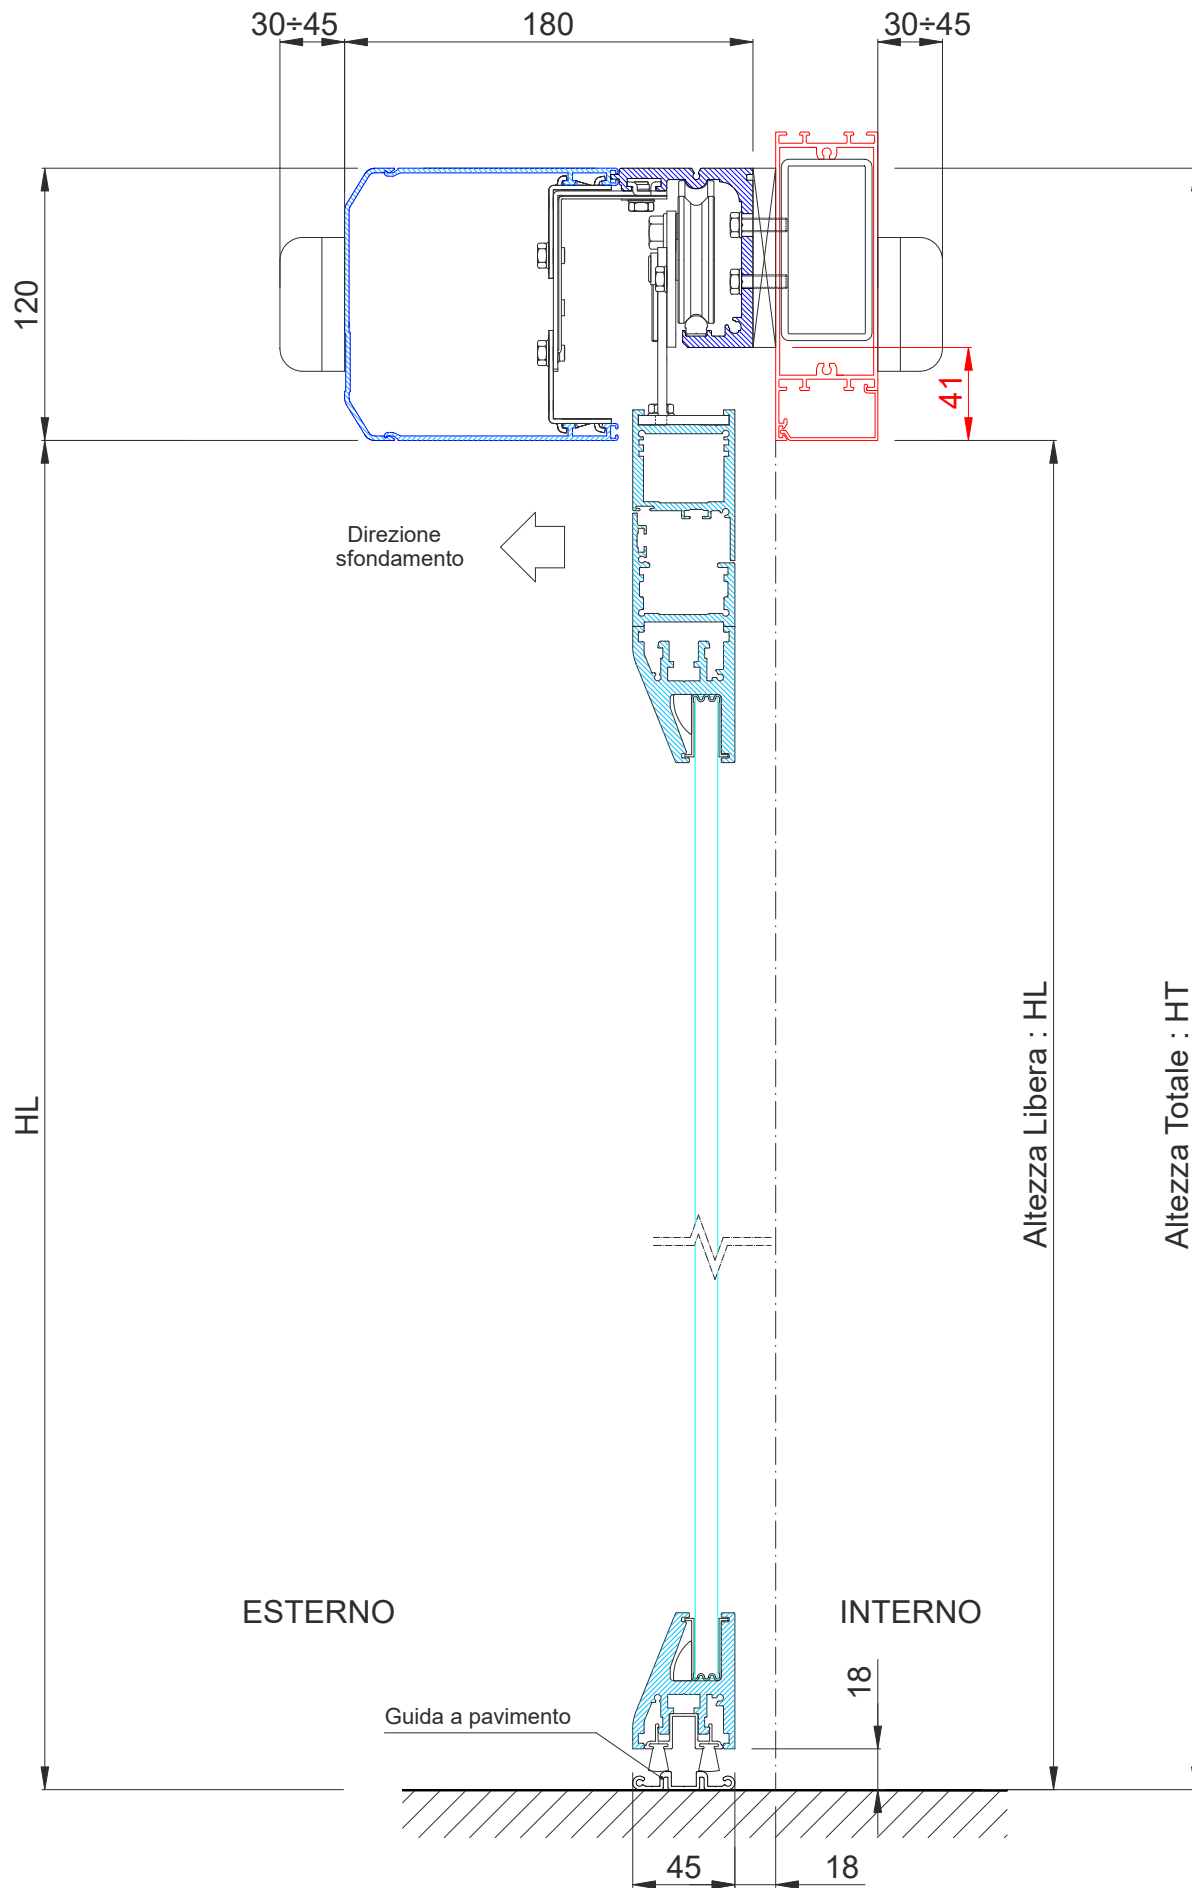 30÷45
180
30÷45
120
41
Direzione
sfondamento
HL
Altezza Libera : HL
Altezza Totale : HT
ESTERNO
INTERNO
18
Guida a pavimento
45
18